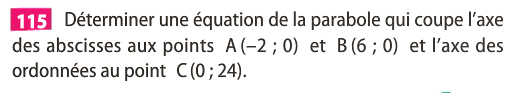 115 Déterminer une équation de la parabole qui coupe l’axe
des abscisses aux points A (−2 ; 0) et B (6 ; 0) et l’axe des
ordonnées au point C (0 ; 24).